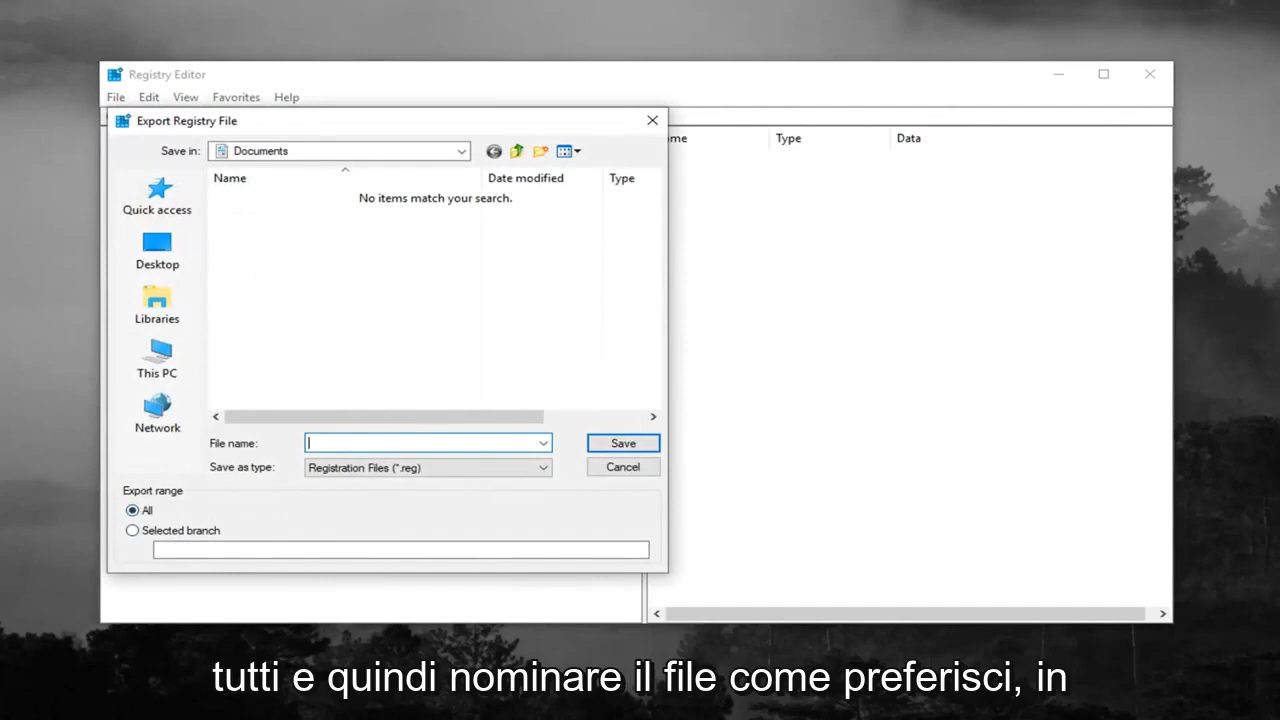 Registry Editor
File Edit View Favorites Help
Export Registry File
Save in: Documents
me Type Data
Name Date modified Type
No items match your search.
Quick access
Desktop
Libraries
This PC
Network
File name: Save
Save as type: Registration Files (*.reg) Cancel
Export range
All
Selected branch
tutti e quindi nominare il file come preferisci, in